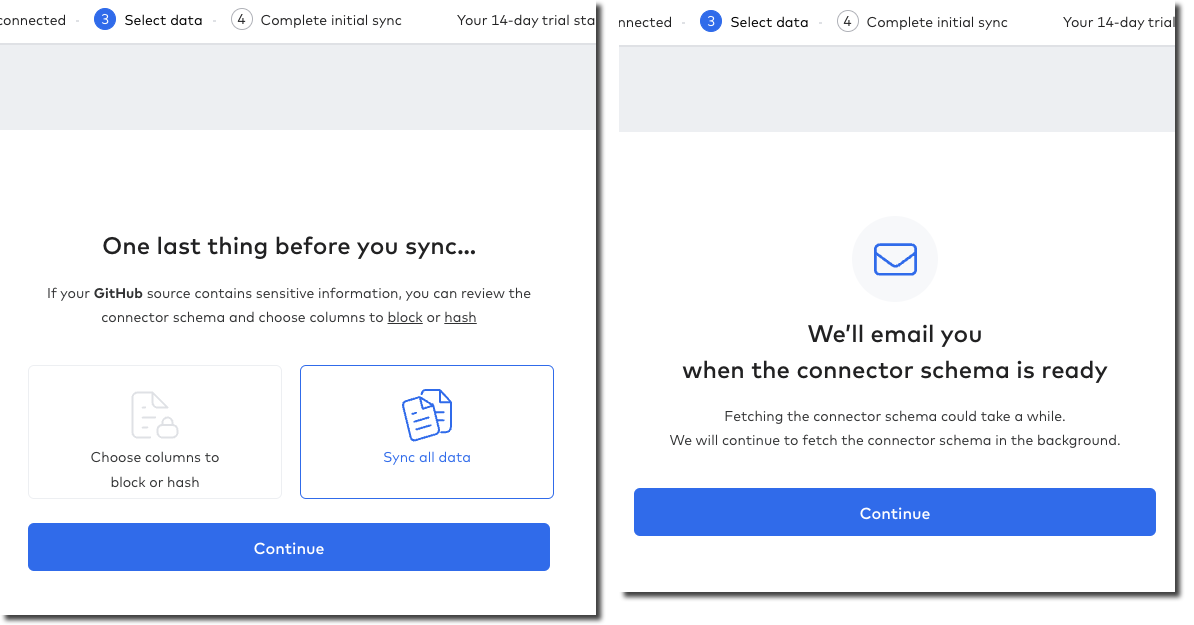 connected - 3 Select data - 4 Complete initial sync Your 14-day trial sta
One last thing before you sync...
If your GitHub source contains sensitive information, you can review the
connector schema and choose columns to block or hash
Choose columns to
block or hash
Sync all data
Continue
nnected - 3 Select data - 4 Complete initial sync Your 14-day trial
We'll email you
when the connector schema is ready
Fetching the connector schema could take a while.
We will continue to fetch the connector schema in the background.
Continue